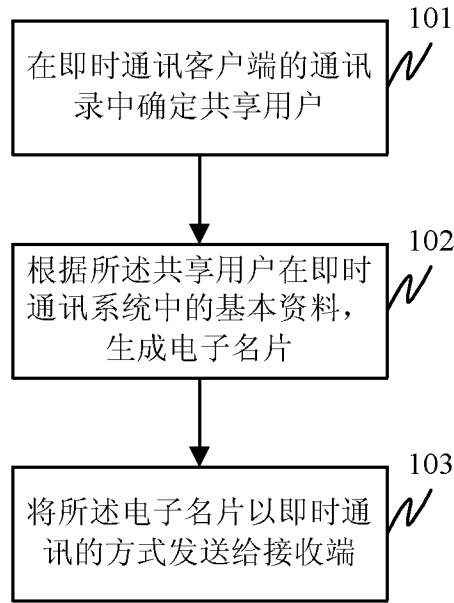 101
在即时通讯客户端的通讯
录中确定共享用户
102
根据所述共享用户在即时
通讯系统中的基本资料，
生成电子名片
103
将所述电子名片以即时通
讯的方式发送给接收端